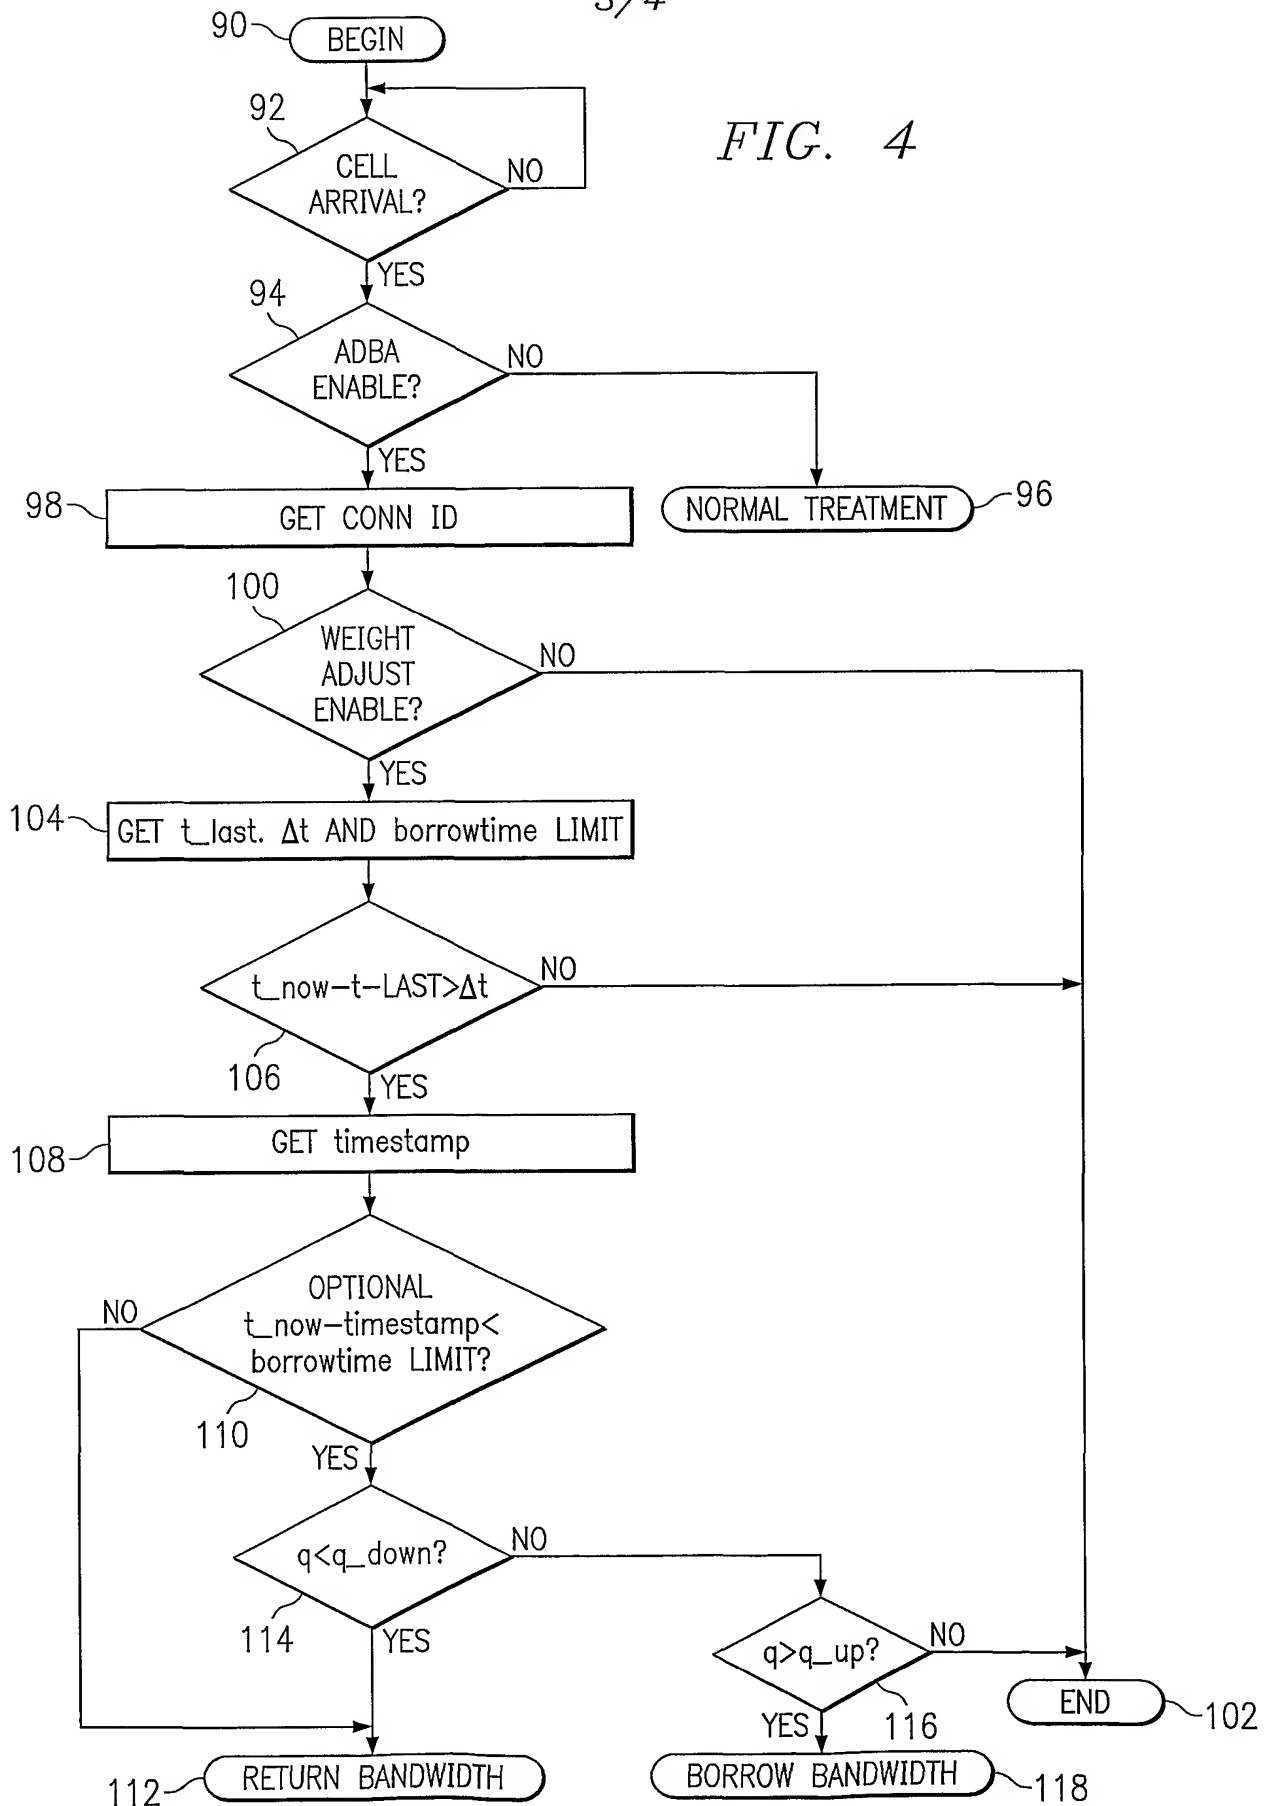 3/4
90
BEGIN
FIG. 4
92
CELL
ARRIVAL?
NO
YES
94
ADBA
ENABLE?
NO
YES
98
GET CONN ID
NORMAL TREATMENT
96
100
WEIGHT
ADJUST
ENABLE?
NO
YES
104
GET t_last. Δt AND borrowtime LIMIT
t_now-t-LAST>Δt
NO
106
YES
108
GET timestamp
OPTIONAL
t_now-timestamp<
borrowtime LIMIT?
NO
110
YES
q<q_down?
NO
114
YES
q>q_up?
NO
116
YES
END
102
112
RETURN BANDWIDTH
BORROW BANDWIDTH
118